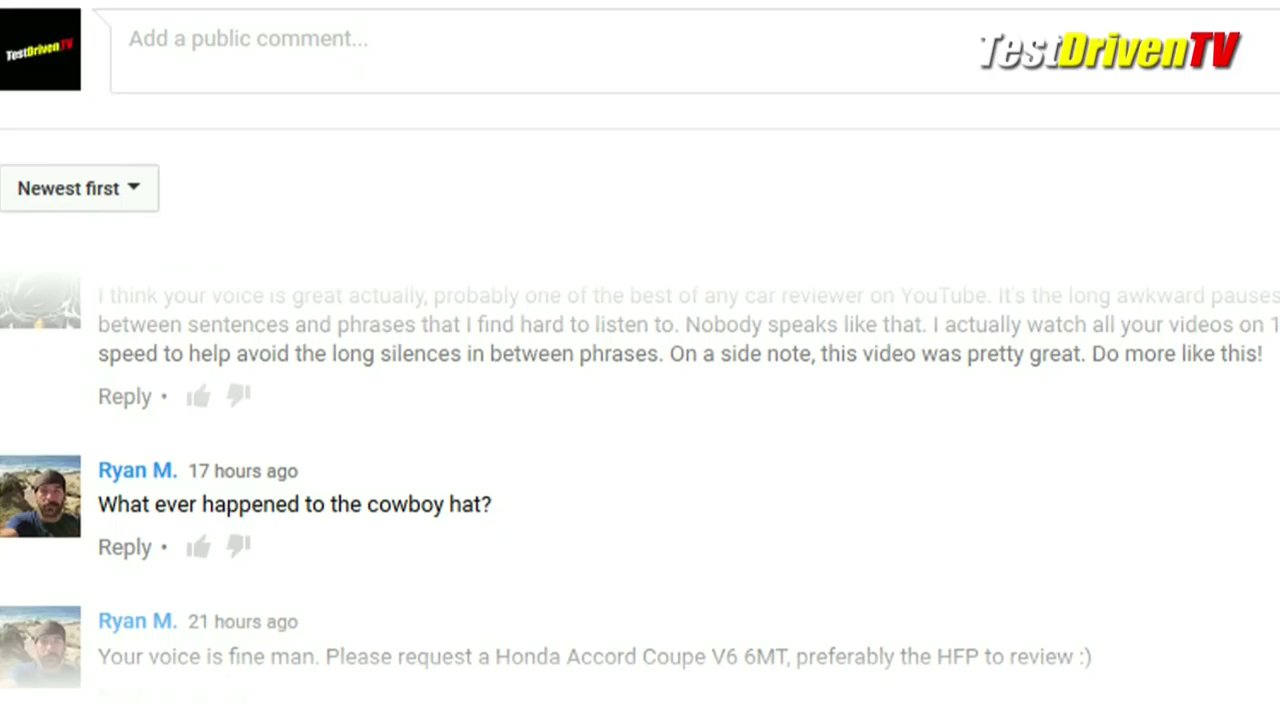 TestDrivenTV
Add a public comment...
TestDrivenTV
Newest first
I think your voice is great actually, probably one of the best of any car reviewer on YouTube. It's the long awkward pauses
between sentences and phrases that I find hard to listen to. Nobody speaks like that. I actually watch all your videos on
speed to help avoid the long silences in between phrases. On a side note, this video was pretty great. Do more like this!
Reply •
Ryan M. 17 hours ago
What ever happened to the cowboy hat?
Reply •
Ryan M. 21 hours ago
Your voice is fine man. Please request a Honda Accord Coupe V6 6MT, preferably the HFP to review :)